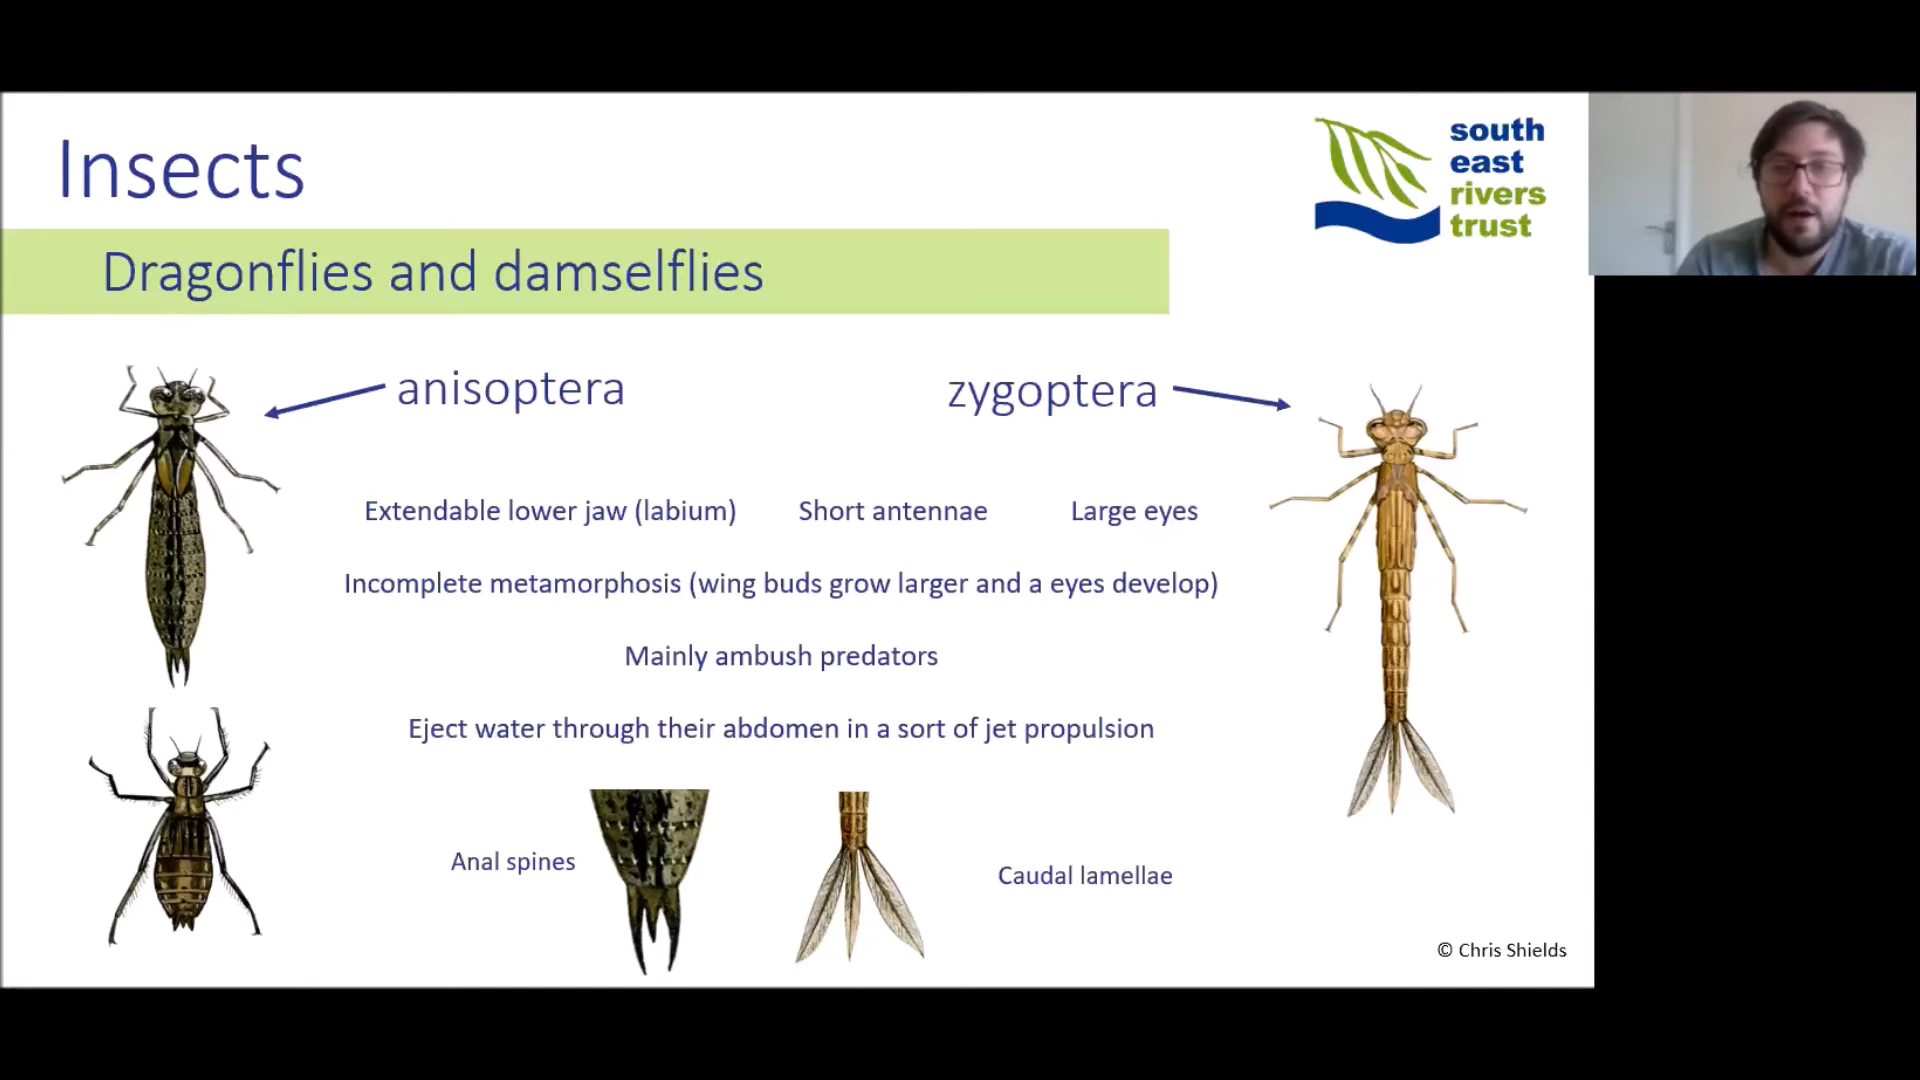 Insects
south
east
rivers
trust
Dragonflies and damselflies
anisoptera
zygoptera
Extendable lower jaw (labium)
Short antennae
Large eyes
Incomplete metamorphosis (wing buds grow larger and a eyes develop)
Mainly ambush predators
Eject water through their abdomen in a sort of jet propulsion
Anal spines
Caudal lamellae
© Chris Shields